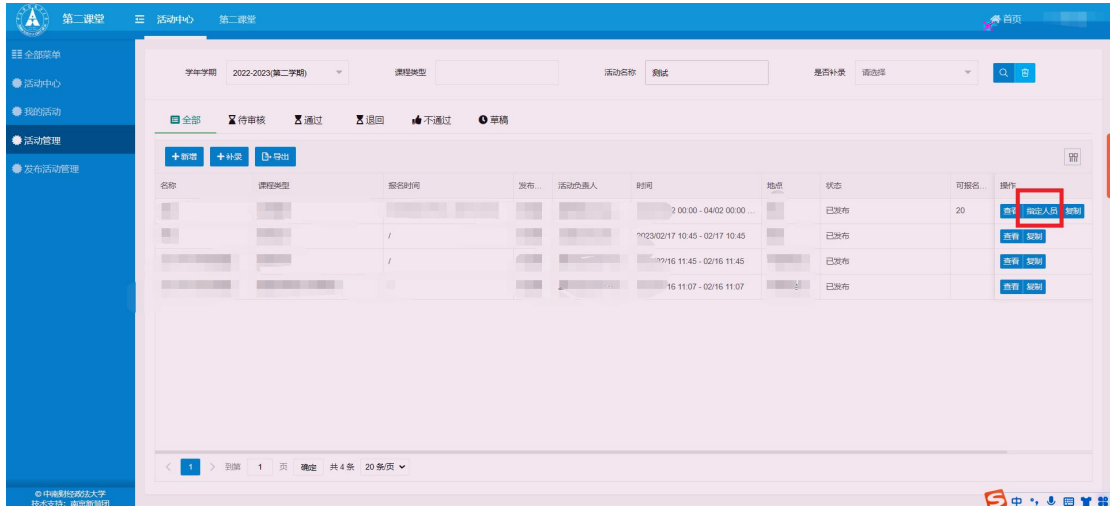 第二课堂
活动中心
第二课堂
首页
全部菜单
活动中心
我的活动
活动管理
发布活动管理
学年学期 2022-2023(第二学期) 课程类型 活动名称 测试 是否补录 请选择
全部 待审核 通过 退回 不通过 草稿
+新增 +补录 导出
名称 课程类型 报名时间 发布... 活动负责人 时间 地点 状态 可报名... 操作
2 00:00 - 04/02 00:00 ... 已发布 20 查看 指定人员 复制
/ 2023/02/17 10:45 - 02/17 10:45 已发布 查看 复制
/ 02/16 11:45 - 02/16 11:45 已发布 查看 复制
16 11:07 - 02/16 11:07 已发布 查看 复制
< 1 > 到第 1 页 确定 共 4 条 20 条/页
©中南财经政法大学
技术支持：
中